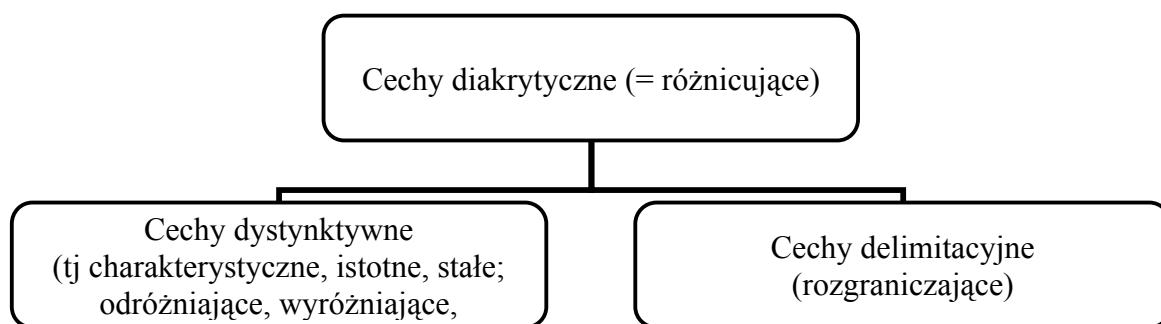 Cechy diakrytyczne (= różnicujące)
Cechy dystynktywne
(tj charakterystyczne, istotne, stałe;
odróżniające, wyróżniające,
Cechy delimitacyjne
(rozgraniczające)